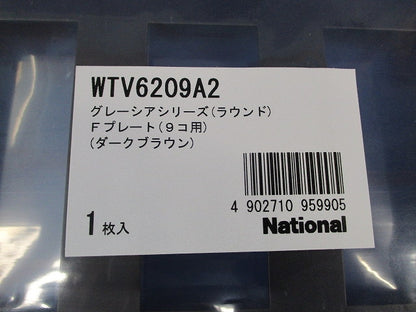 WTV6209A2
グレーシアシリーズ(ラウンド)
Fプレート(9コ用)
(ダークブラウン)
4 902710 959905
1枚入
National